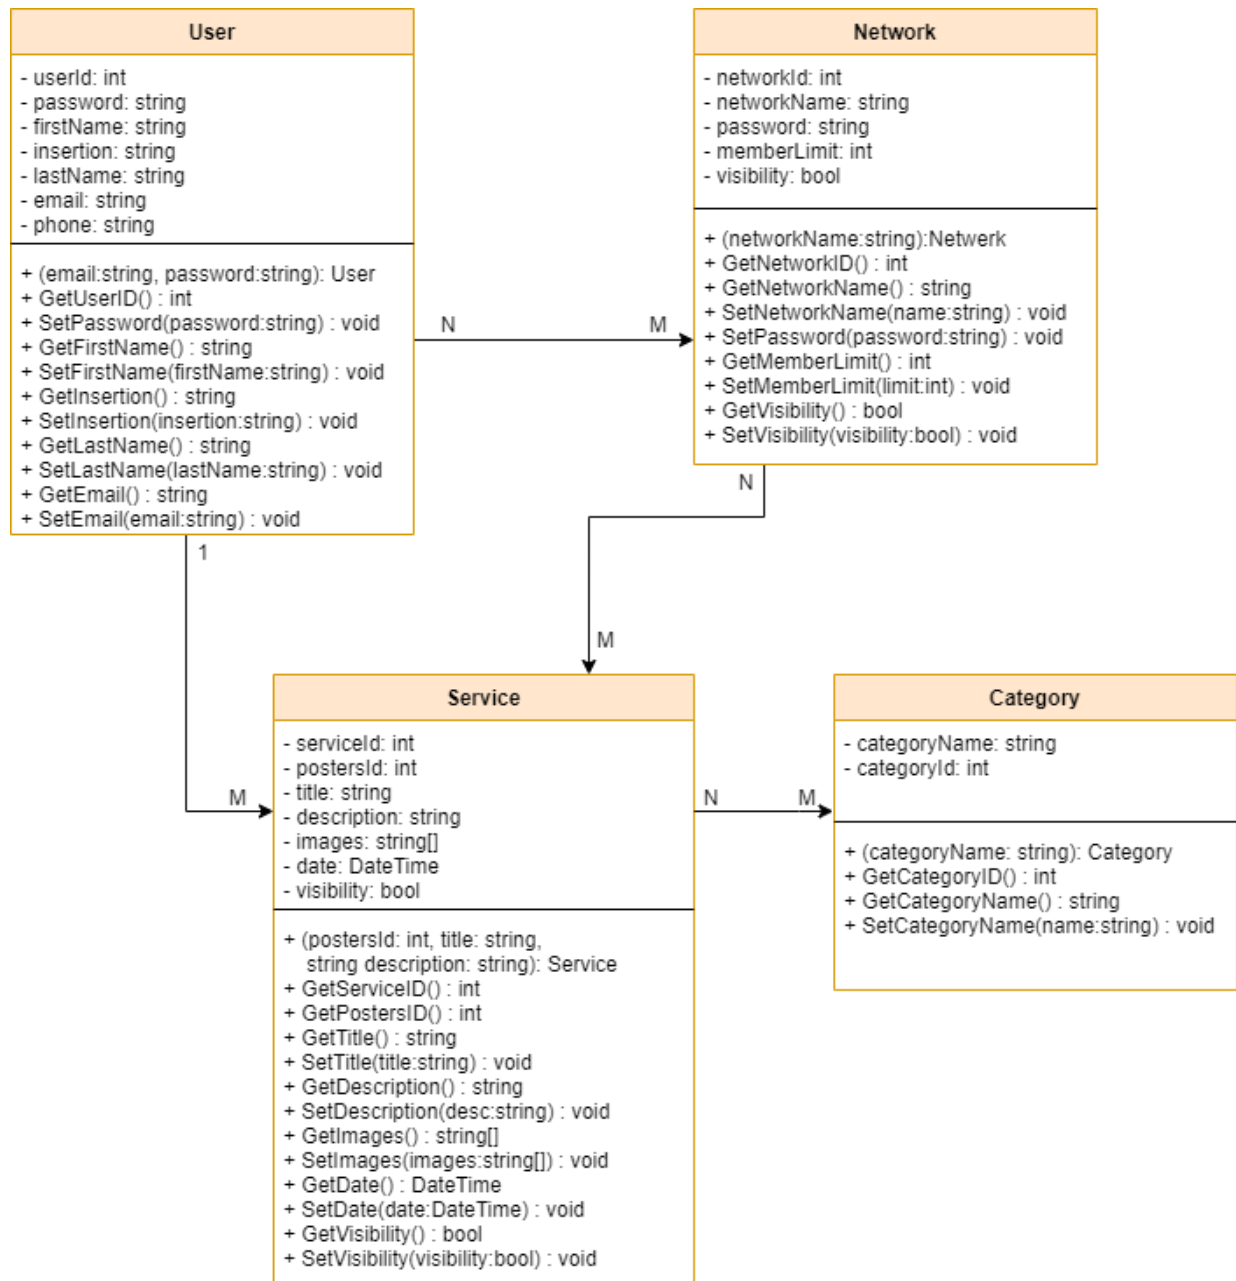 User
- userId: int
- password: string
- firstName: string
- insertion: string
- lastName: string
- email: string
- phone: string
+ (email:string, password:string): User
+ GetUserID() : int
+ SetPassword(password:string) : void
+ GetFirstName() : string
+ SetFirstName(firstName:string) : void
+ GetInsertion() : string
+ SetInsertion(insertion:string) : void
+ GetLastName() : string
+ SetLastName(lastName:string) : void
+ GetEmail() : string
+ SetEmail(email:string) : void
N
M
Network
- networkId: int
- networkName: string
- password: string
- memberLimit: int
- visibility: bool
+ (networkName:string):Netwerk
+ GetNetworkID() : int
+ GetNetworkName() : string
+ SetNetworkName(name:string) : void
+ SetPassword(password:string) : void
+ GetMemberLimit() : int
+ SetMemberLimit(limit:int) : void
+ GetVisibility() : bool
+ SetVisibility(visibility:bool) : void
N
M
1
M
Service
- serviceId: int
- postersId: int
- title: string
- description: string
- images: string[]
- date: DateTime
- visibility: bool
+ (postersId: int, title: string,
string description: string): Service
+ GetServiceID() : int
+ GetPostersID() : int
+ GetTitle() : string
+ SetTitle(title:string) : void
+ GetDescription() : string
+ SetDescription(desc:string) : void
+ GetImages() : string[]
+ SetImages(images:string[]) : void
+ GetDate() : DateTime
+ SetDate(date:DateTime) : void
+ GetVisibility() : bool
+ SetVisibility(visibility:bool) : void
N
M
Category
- categoryName: string
- categoryId: int
+ (categoryName: string): Category
+ GetCategoryID() : int
+ GetCategoryName() : string
+ SetCategoryName(name:string) : void